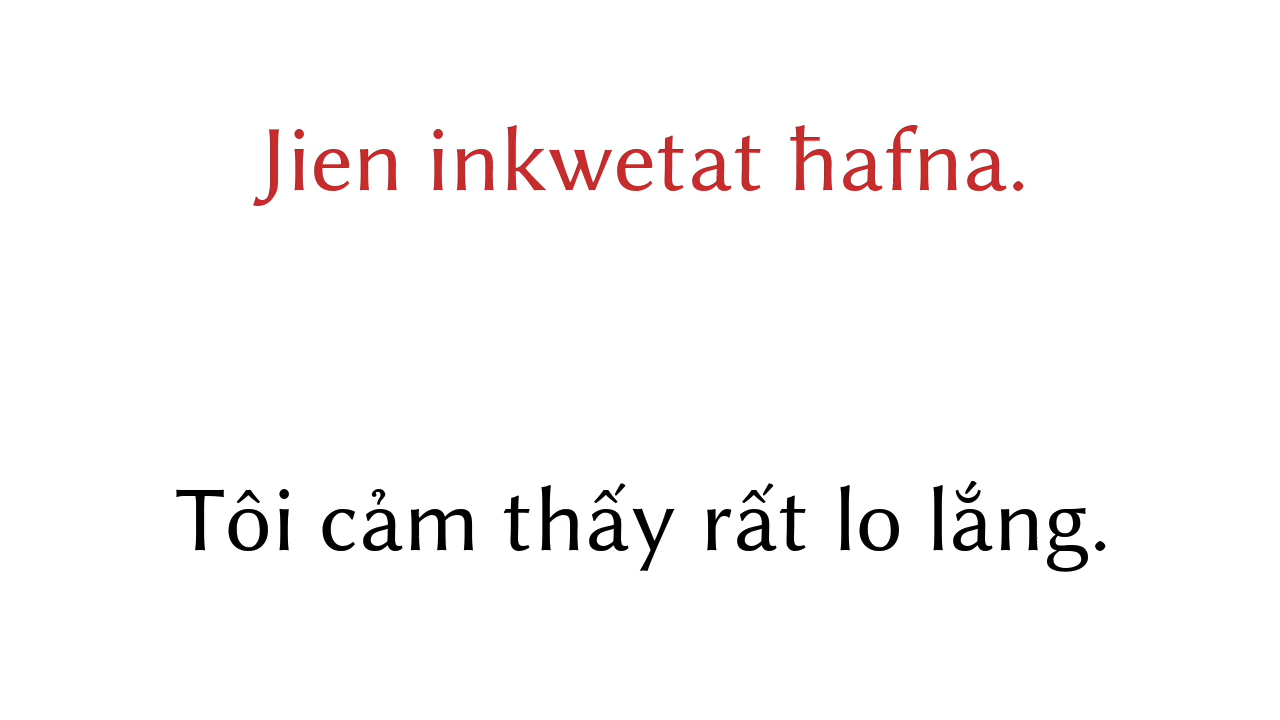 Jien inkwetat ħafna.
Tôi cảm thấy rất lo lắng.